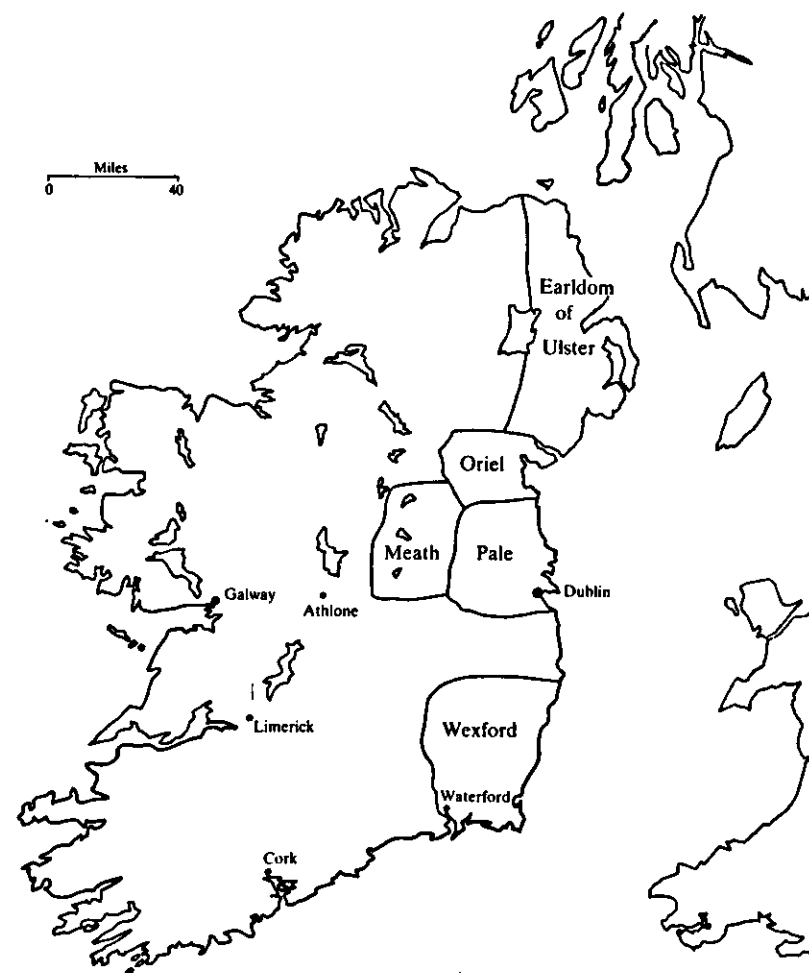 Miles
0 40
Earldom
of
Ulster
Oriel
Meath
Pale
Galway
Athlone
Dublin
Limerick
Wexford
Waterford
Cork